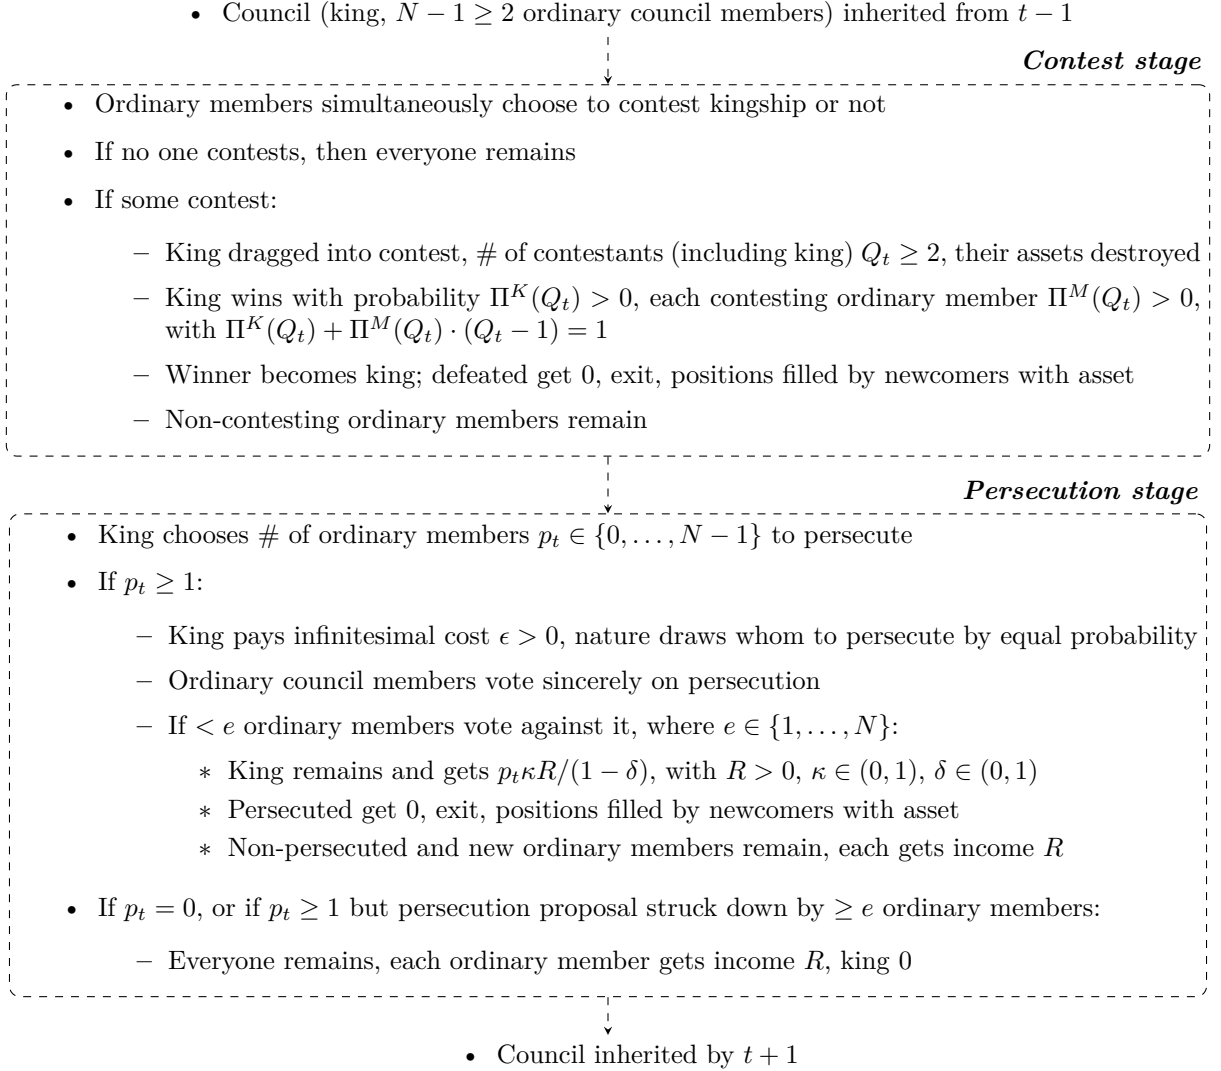 • Council (king, N − 1 ≥ 2 ordinary council members) inherited from t − 1
Contest stage
• Ordinary members simultaneously choose to contest kingship or not
• If no one contests, then everyone remains
• If some contest:
– King dragged into contest, # of contestants (including king) Q_t ≥ 2, their assets destroyed
– King wins with probability Π^K(Q_t) > 0, each contesting ordinary member Π^M(Q_t) > 0,
with Π^K(Q_t) + Π^M(Q_t) · (Q_t − 1) = 1
– Winner becomes king; defeated get 0, exit, positions filled by newcomers with asset
– Non-contesting ordinary members remain
Persecution stage
• King chooses # of ordinary members p_t ∈ {0, . . . , N − 1} to persecute
• If p_t ≥ 1:
– King pays infinitesimal cost ϵ > 0, nature draws whom to persecute by equal probability
– Ordinary council members vote sincerely on persecution
– If < e ordinary members vote against it, where e ∈ {1, . . . , N}:
∗ King remains and gets p_tκR/(1 − δ), with R > 0, κ ∈ (0, 1), δ ∈ (0, 1)
∗ Persecuted get 0, exit, positions filled by newcomers with asset
∗ Non-persecuted and new ordinary members remain, each gets income R
• If p_t = 0, or if p_t ≥ 1 but persecution proposal struck down by ≥ e ordinary members:
– Everyone remains, each ordinary member gets income R, king 0
• Council inherited by t + 1